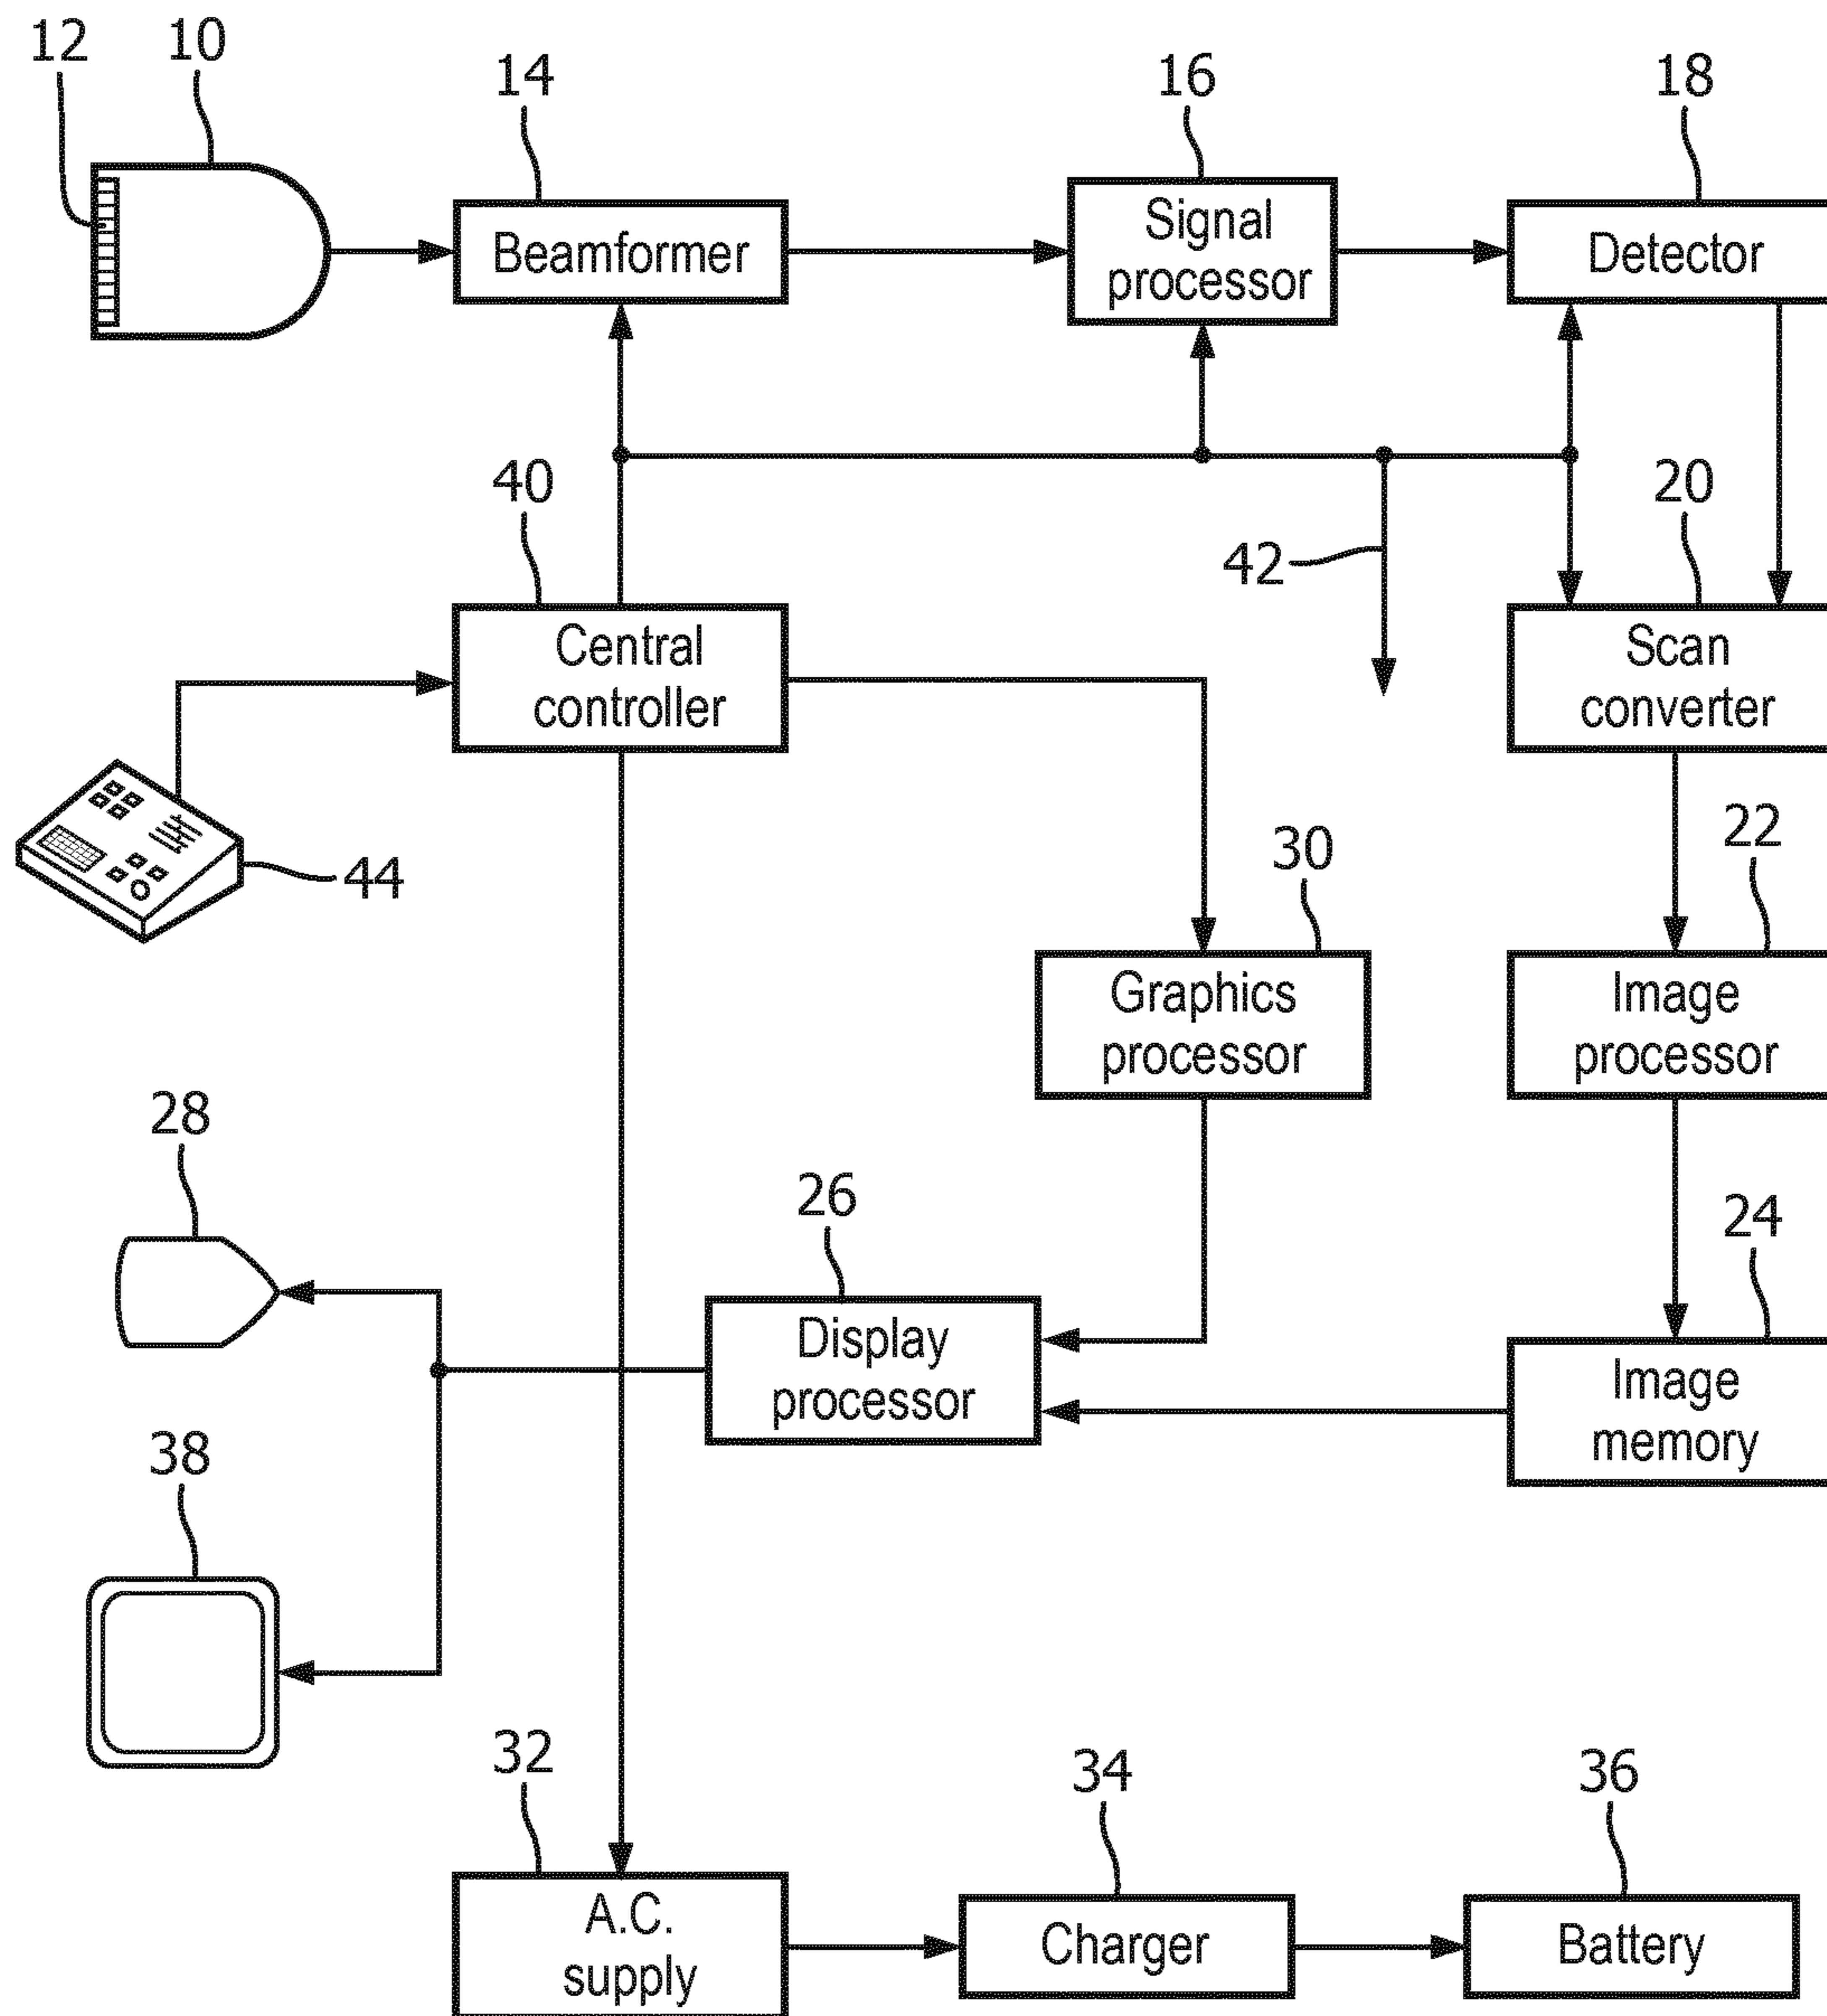 12
10
14
16
18
Beamformer
Signal
processor
Detector
40
20
42
Central
controller
Scan
converter
44
30
22
Graphics
processor
Image
processor
28
26
24
Display
processor
Image
memory
38
32
34
36
A.C.
supply
Charger
Battery